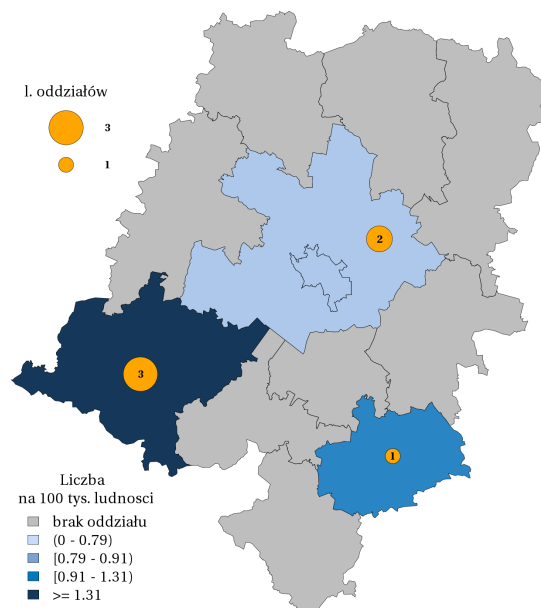 l. oddziałów
3
1
2
3
1
Liczba
na 100 tys. ludnosci
brak oddziału
(0 - 0.79)
[0.79 - 0.91)
[0.91 - 1.31)
>= 1.31